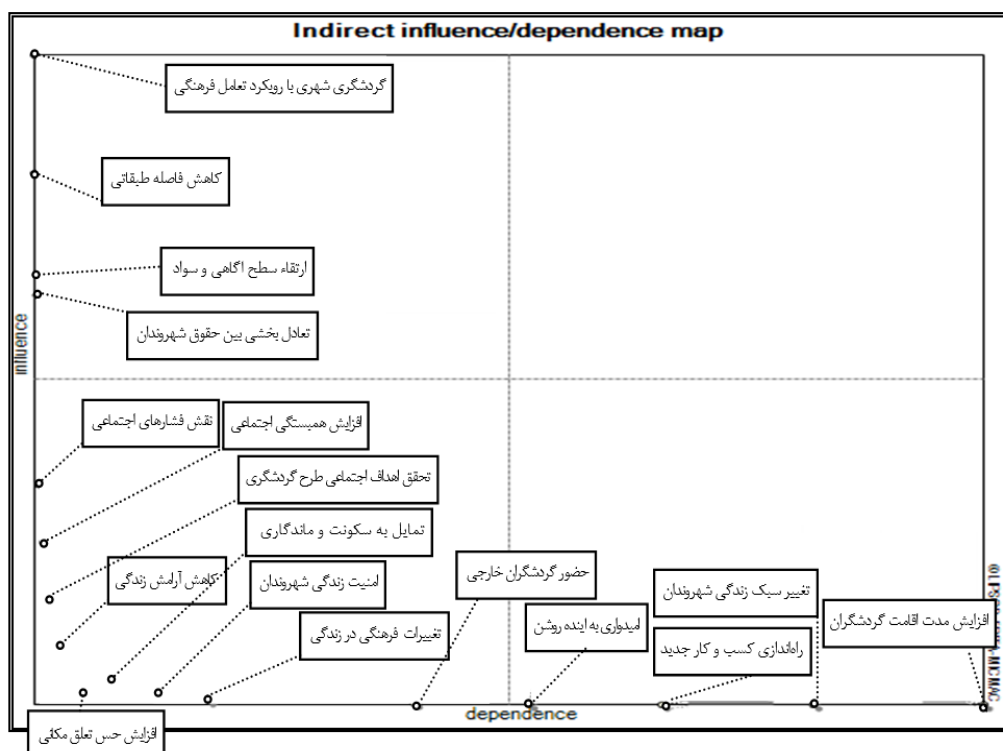 Indirect influence/dependence map
گردشگری شهری با رویکرد تعامل فرهنگی
کاهش فاصله طبقاتی
ارتقاء سطح اگاهی و سواد
تعادل بخشی بین حقوق شهروندان
influence
نقش فشارهای اجتماعی
افزایش همبستگی اجتماعی
تحقق اهداف اجتماعی طرح گردشگری
تمایل به سکونت و ماندگاری
کاهش آرامش زندگی
امنیت زندگی شهروندان
حضور گردشگران خارجی
تغییر سبک زندگی شهروندان
افزایش مدت اقامت گردشگران
امیدواری به اینده روشن
راه‌اندازی کسب و کار جدید
تغییرات فرهنگی در زندگی
افزایش حس تعلق مکانی
dependence
MICMAC